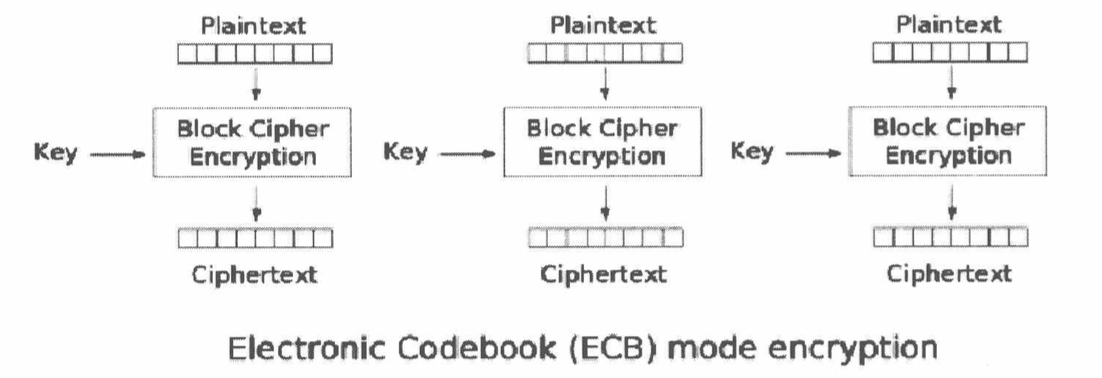 Plaintext Plaintext Plaintext
Key Block Cipher Encryption Key Block Cipher Encryption Key Block Cipher Encryption
Ciphertext Ciphertext Ciphertext
Electronic Codebook (ECB) mode encryption